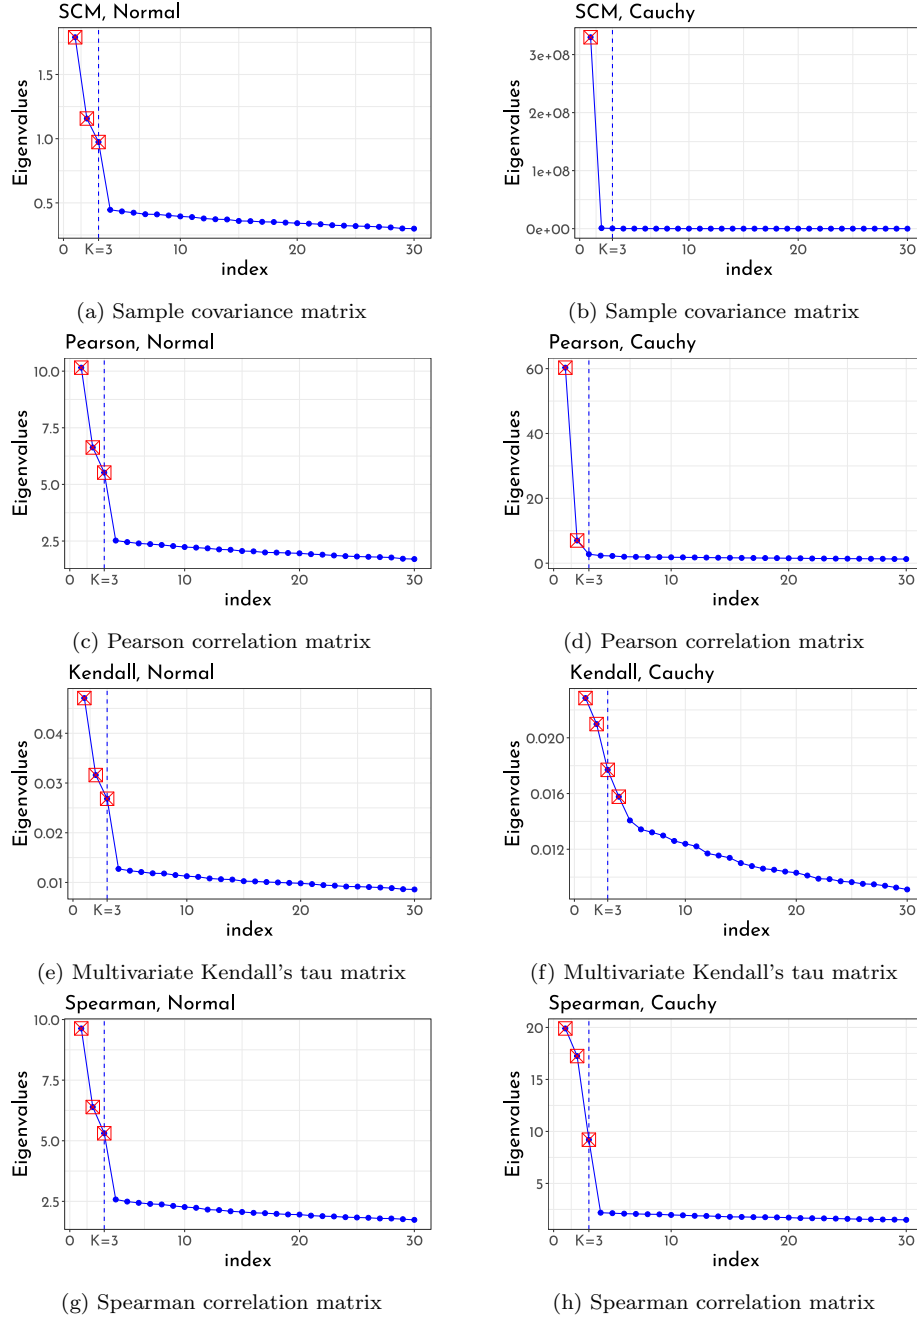 SCM, Normal
Eigenvalues
1.5
1.0
0.5
0 K=3 10 20 30
index
(a) Sample covariance matrix
SCM, Cauchy
Eigenvalues
3e+08
2e+08
1e+08
0e+00
0 K=3 10 20 30
index
(b) Sample covariance matrix
Pearson, Normal
Eigenvalues
10.0
7.5
5.0
2.5
0 K=3 10 20 30
index
(c) Pearson correlation matrix
Pearson, Cauchy
Eigenvalues
60
40
20
0
0 K=3 10 20 30
index
(d) Pearson correlation matrix
Kendall, Normal
Eigenvalues
0.04
0.03
0.02
0.01
0 K=3 10 20 30
index
(e) Multivariate Kendall's tau matrix
Kendall, Cauchy
Eigenvalues
0.020
0.016
0.012
0 K=3 10 20 30
index
(f) Multivariate Kendall's tau matrix
Spearman, Normal
Eigenvalues
10.0
7.5
5.0
2.5
0 K=3 10 20 30
index
(g) Spearman correlation matrix
Spearman, Cauchy
Eigenvalues
20
15
10
5
0 K=3 10 20 30
index
(h) Spearman correlation matrix